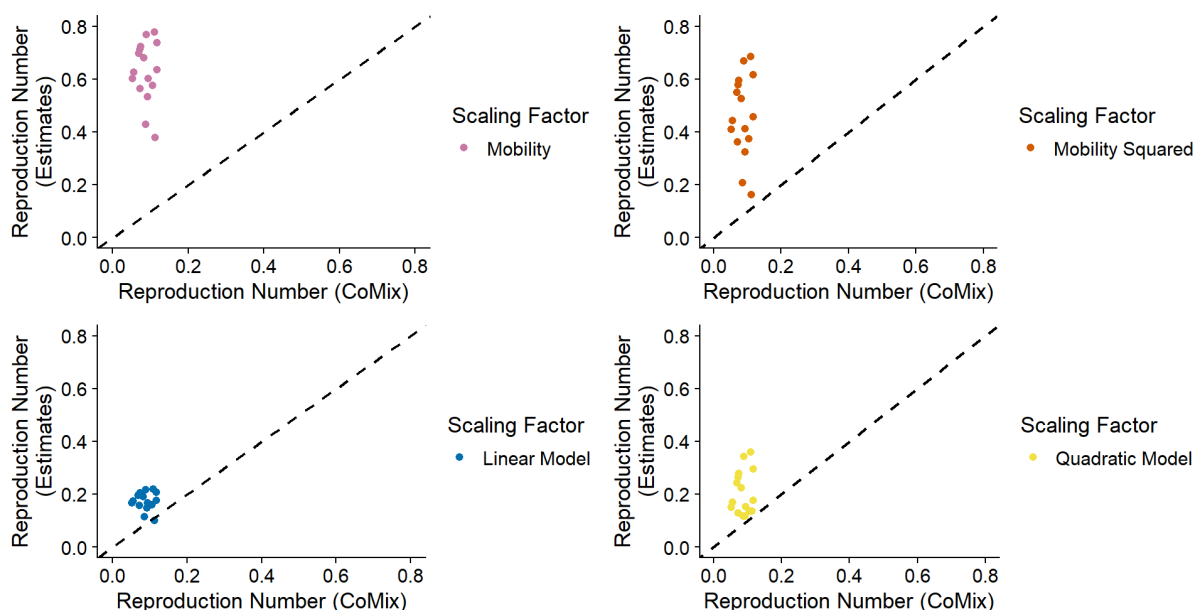 Reproduction Number
(Estimates)
0.8
0.6
0.4
0.2
0.0
0.0 0.2 0.4 0.6 0.8
Reproduction Number (CoMix)
Scaling Factor
Mobility
Reproduction Number
(Estimates)
0.8
0.6
0.4
0.2
0.0
0.0 0.2 0.4 0.6 0.8
Reproduction Number (CoMix)
Scaling Factor
Mobility Squared
Reproduction Number
(Estimates)
0.8
0.6
0.4
0.2
0.0
0.0 0.2 0.4 0.6 0.8
Reproduction Number (CoMix)
Scaling Factor
Linear Model
Reproduction Number
(Estimates)
0.8
0.6
0.4
0.2
0.0
0.0 0.2 0.4 0.6 0.8
Reproduction Number (CoMix)
Scaling Factor
Quadratic Model